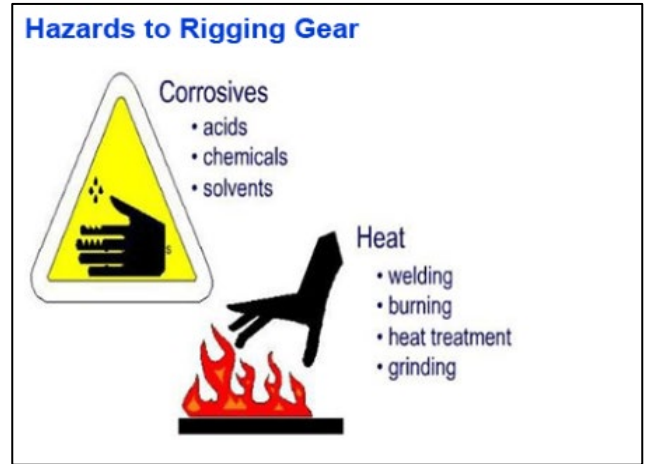 Hazards to Rigging Gear
Corrosives
• acids
• chemicals
• solvents
s
Heat
• welding
• burning
• heat treatment
• grinding